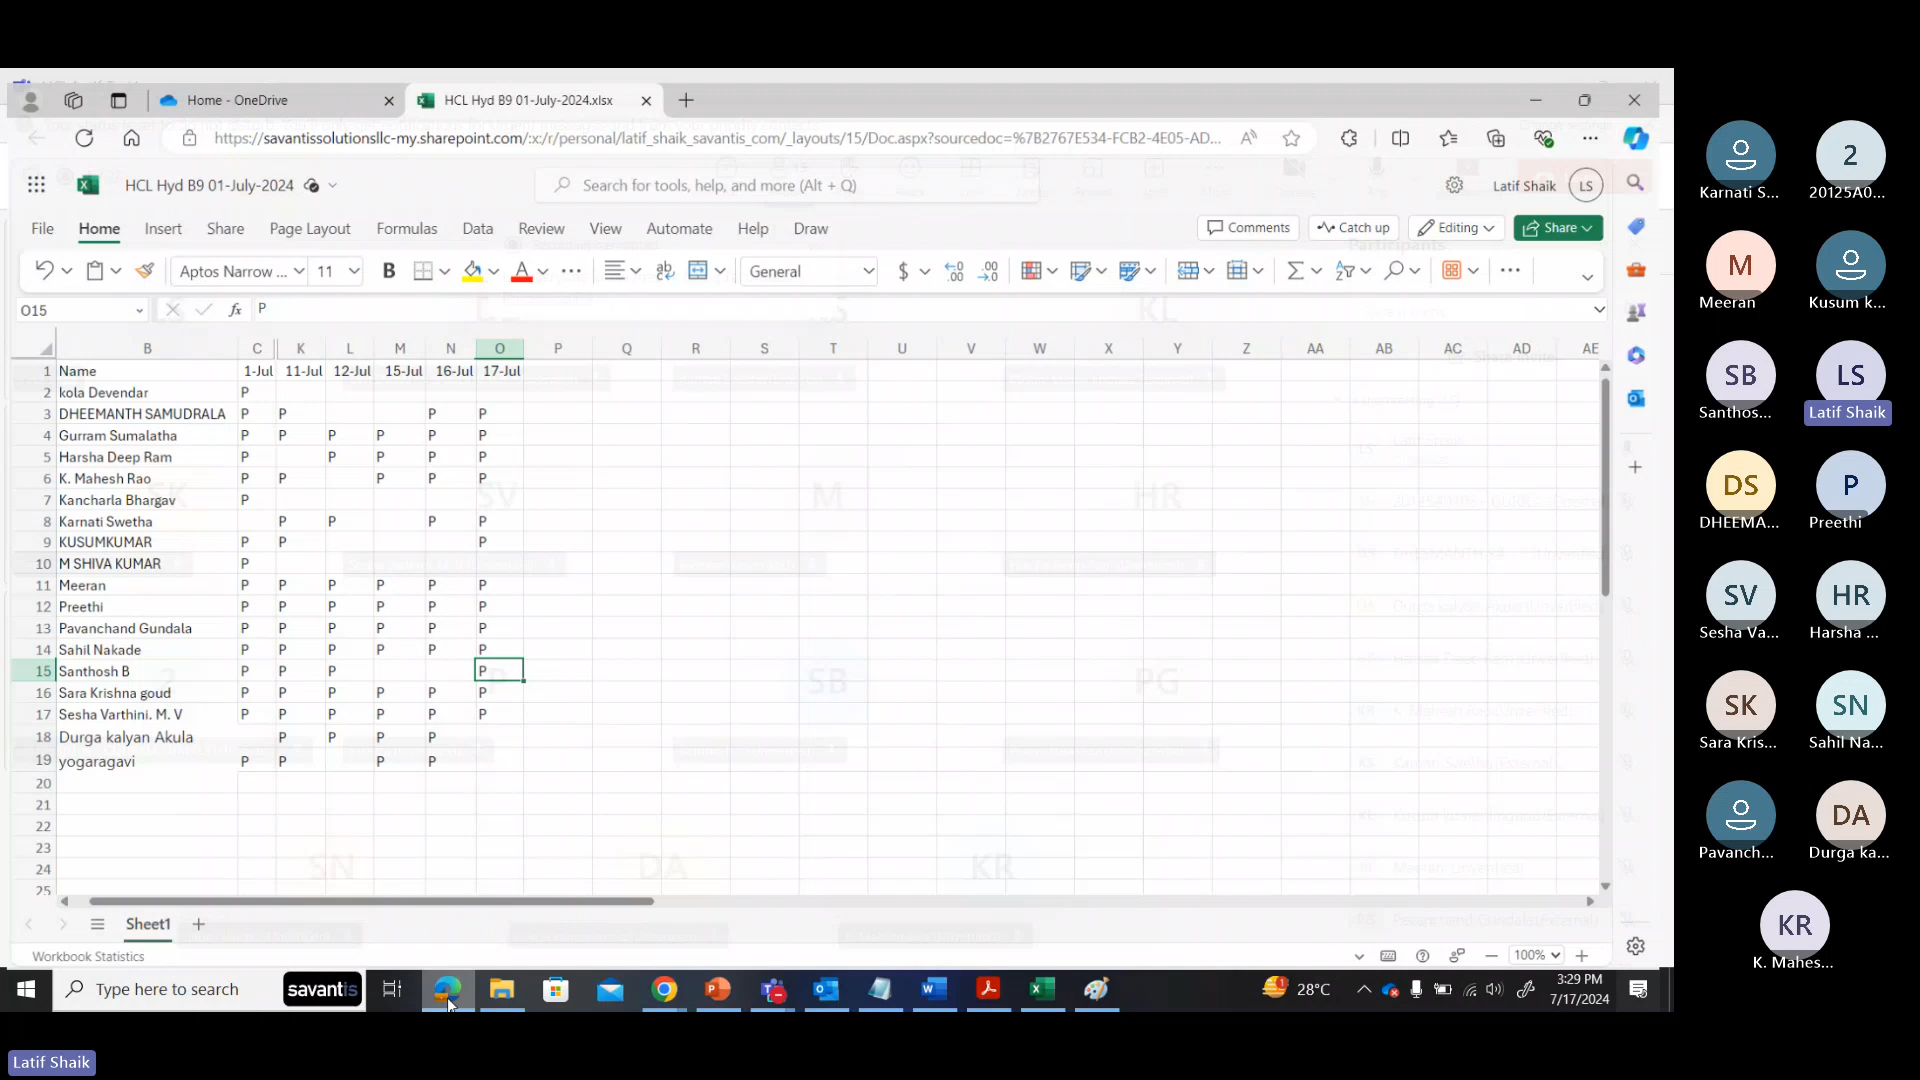 Home - OneDrive
HCL Hyd B9 01-July-2024.xlsx
https://savantissolutionsllc-my.sharepoint.com/:x:/r/personal/latif_shaik_savantis_com/_layouts/15/Doc.aspx?sourcedoc=%7B2767E534-FCB2-4E05-AD...
HCL Hyd B9 01-July-2024
Search for tools, help, and more (Alt + Q)
Latif Shaik LS
File Home Insert Share Page Layout Formulas Data Review View Automate Help Draw
Comments Catch up Editing Share
Aptos Narrow ... 11 B A General $
O15 fx P
B C K L M N O P Q R S T U V W X Y Z AA AB AC AD AE
1 Name 1-Jul 11-Jul 12-Jul 15-Jul 16-Jul 17-Jul
2 kola Devendar P
3 DHEEMANTH SAMUDRALA P P P P
4 Gurram Sumalatha P P P P P P
5 Harsha Deep Ram P P P P P
6 K. Mahesh Rao P P P P P
7 Kancharla Bhargav P
8 Karnati Swetha P P P P
9 KUSUMKUMAR P P P
10 M SHIVA KUMAR P
11 Meeran P P P P P P
12 Preethi P P P P P P
13 Pavanchand Gundala P P P P P P
14 Sahil Nakade P P P P P P
15 Santhosh B P P P P
16 Sara Krishna goud P P P P P P
17 Sesha Varthini. M. V P P P P P P
18 Durga kalyan Akula P P P P
19 yogaragavi P P P P
20
21
22
23
24
25
Sheet1
Workbook Statistics
100%
Type here to search
savantis
28°C
3:29 PM
7/17/2024
Karnati S...
2
20125A0...
M
Meeran
Kusum k...
SB
Santhos...
LS
Latif Shaik
DS
DHEEMA...
P
Preethi
SV
Sesha Va...
HR
Harsha ...
SK
Sara Kris...
SN
Sahil Na...
Pavanch...
DA
Durga ka...
KR
K. Mahes...
Latif Shaik